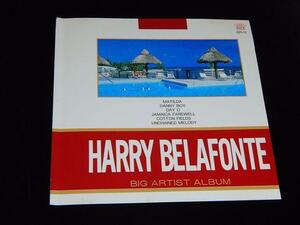 MATILDA
DANNY BOY
DAY O
JAMAICA FAREWELL
COTTON FIELDS
UNCHAINED MELODY
HARRY BELAFONTE
BIG ARTIST ALBUM